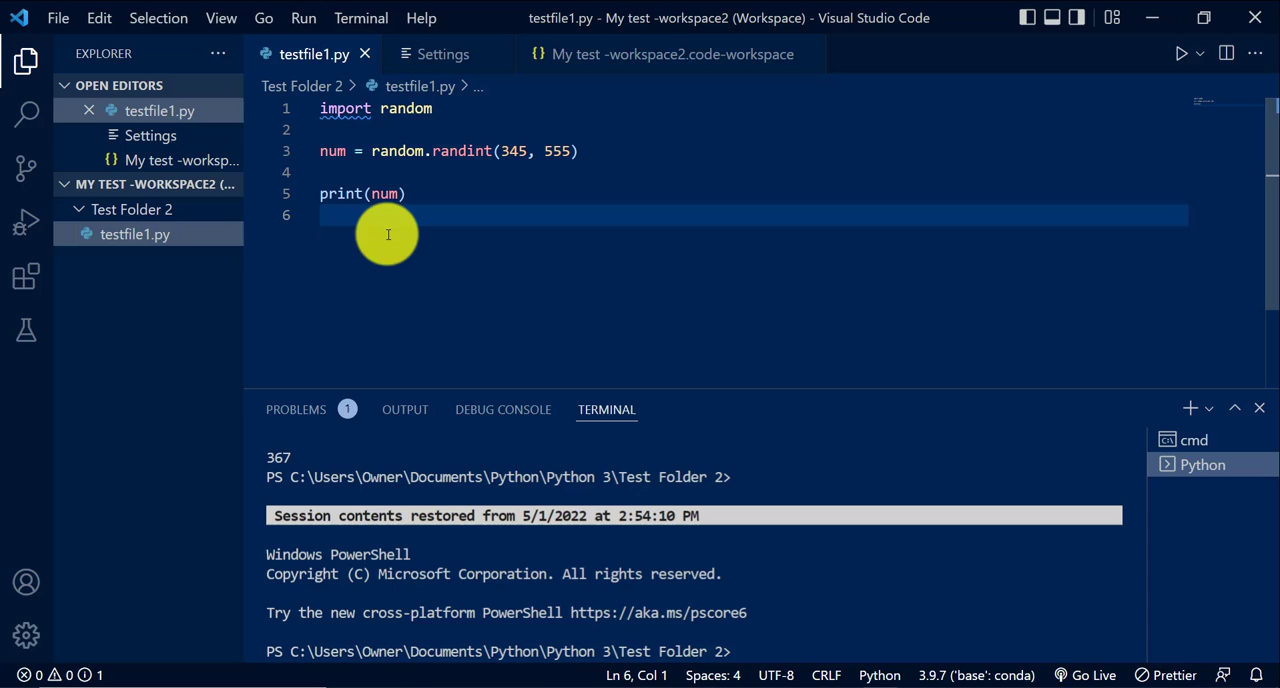 File Edit Selection View Go Run Terminal Help testfile1.py - My test -workspace2 (Workspace) - Visual Studio Code
EXPLORER ...
OPEN EDITORS
testfile1.py
Settings
{} My test -worksp...
MY TEST -WORKSPACE2 (...
Test Folder 2
testfile1.py
testfile1.py Settings {} My test -workspace2.code-workspace
Test Folder 2 > testfile1.py > ...
1 import random
2
3 num = random.randint(345, 555)
4
5 print(num)
6
PROBLEMS 1 OUTPUT DEBUG CONSOLE TERMINAL
367
PS C:\Users\Owner\Documents\Python\Python 3\Test Folder 2>
Session contents restored from 5/1/2022 at 2:54:10 PM
Windows PowerShell
Copyright (C) Microsoft Corporation. All rights reserved.
Try the new cross-platform PowerShell https://aka.ms/pscore6
PS C:\Users\Owner\Documents\Python\Python 3\Test Folder 2>
cmd
Python
0 0 1 Ln 6, Col 1 Spaces: 4 UTF-8 CRLF Python 3.9.7 ('base': conda) Go Live Prettier